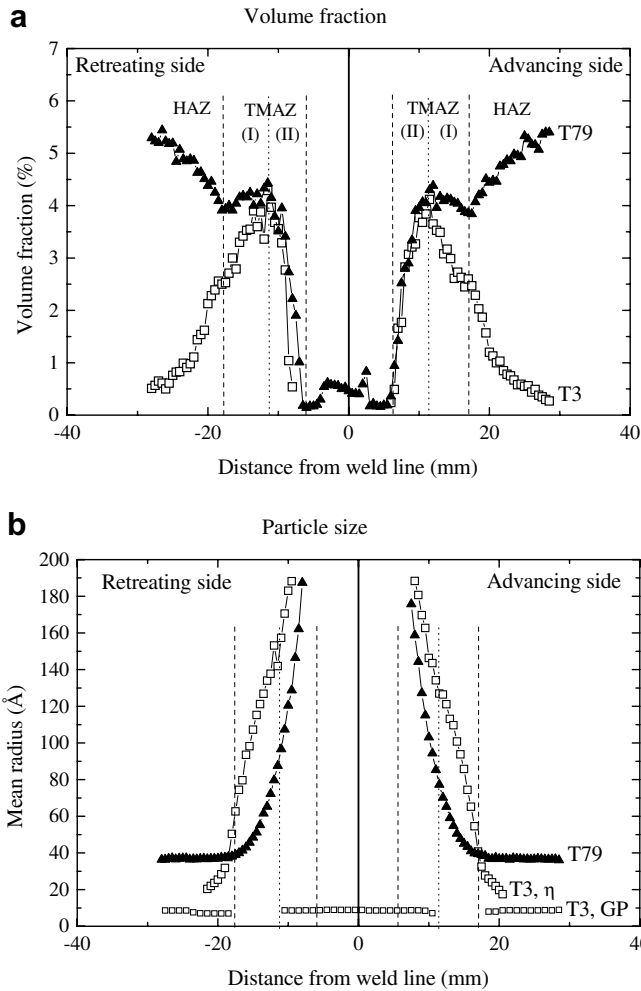 a
Volume fraction
Retreating side
Advancing side
HAZ
TMAZ
TMAZ
HAZ
(I)
(II)
(II)
(I)
T79
T3
Volume fraction (%)
7
6
5
4
3
2
1
0
-40
-20
0
20
40
Distance from weld line (mm)
b
Particle size
Retreating side
Advancing side
T79
T3, η
T3, GP
Mean radius (Å)
200
180
160
140
120
100
80
60
40
20
0
-40
-20
0
20
40
Distance from weld line (mm)